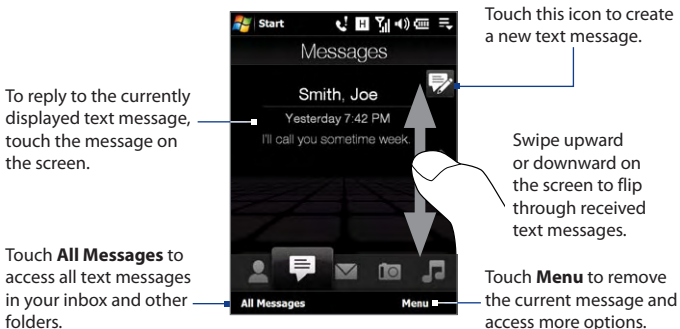 Touch this icon to create
a new text message.
Start
H
Messages
Smith, Joe
Yesterday 7:42 PM
I'll call you sometime week.
To reply to the currently
displayed text message,
touch the message on
the screen.
Swipe upward
or downward on
the screen to flip
through received
text messages.
Touch All Messages to
access all text messages
in your inbox and other
folders.
All Messages
Menu
Touch Menu to remove
the current message and
access more options.